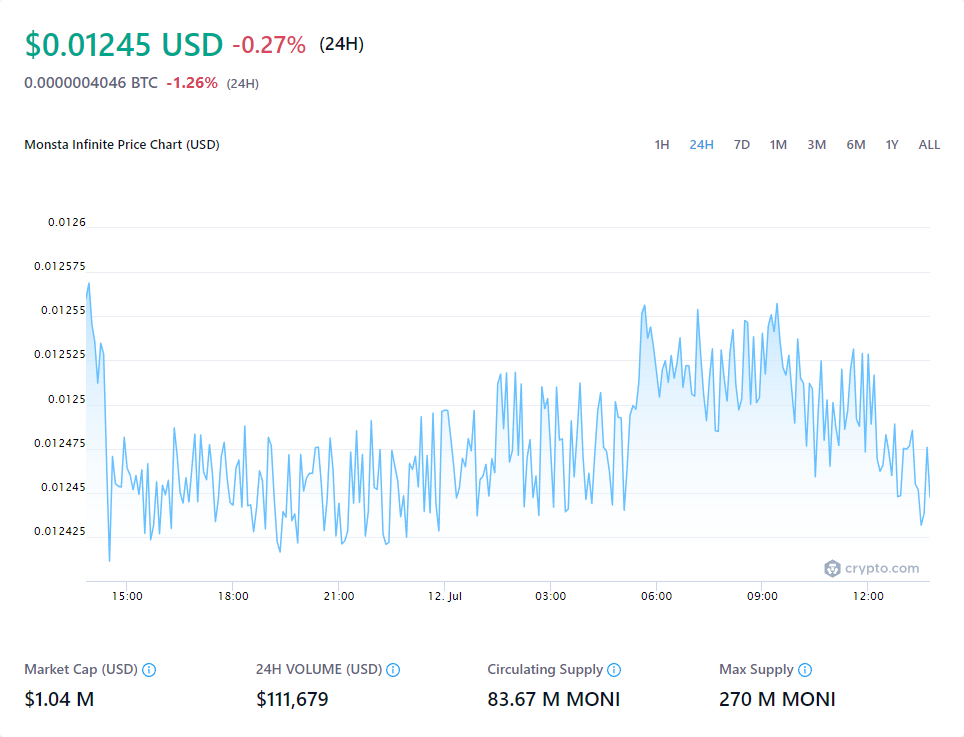 $0.01245 USD -0.27% (24H)
0.0000004046 BTC -1.26% (24H)
Monsta Infinite Price Chart (USD) 1H 24H 7D 1M 3M 6M 1Y ALL
0.0126
0.012575
0.01255
0.012525
0.0125
0.012475
0.01245
0.012425
crypto.com
15:00 18:00 21:00 12. Jul 03:00 06:00 09:00 12:00
Market Cap (USD) 24H VOLUME (USD) Circulating Supply Max Supply
$1.04 M $111,679 83.67 M MONI 270 M MONI